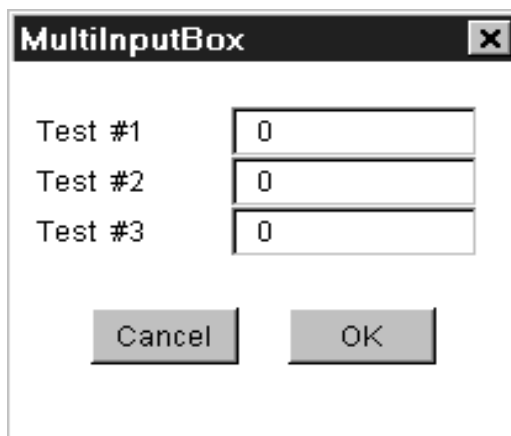 MultiInputBox
Test #1 0
Test #2 0
Test #3 0
Cancel OK